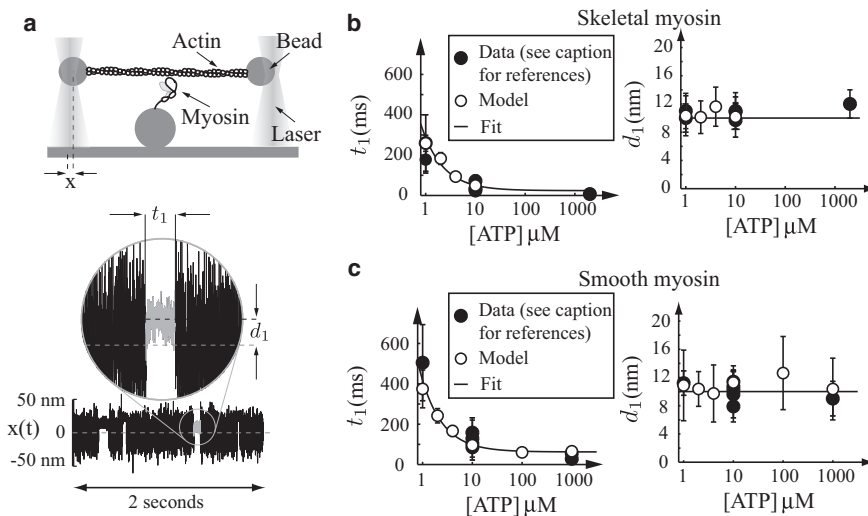 a
Actin
Bead
Myosin
Laser
x
t₁
d₁
50 nm
x(t) 0
-50 nm
2 seconds
b
Skeletal myosin
Data (see caption
for references)
Model
Fit
t₁(ms)
600
400
200
0
1 10 100 1000
[ATP] μM
d₁(nm)
20
16
12
8
4
0
1 10 100 1000
[ATP] μM
c
Smooth myosin
Data (see caption
for references)
Model
Fit
t₁(ms)
600
400
200
0
1 10 100 1000
[ATP] μM
d₁(nm)
20
16
12
8
4
0
1 10 100 1000
[ATP] μM